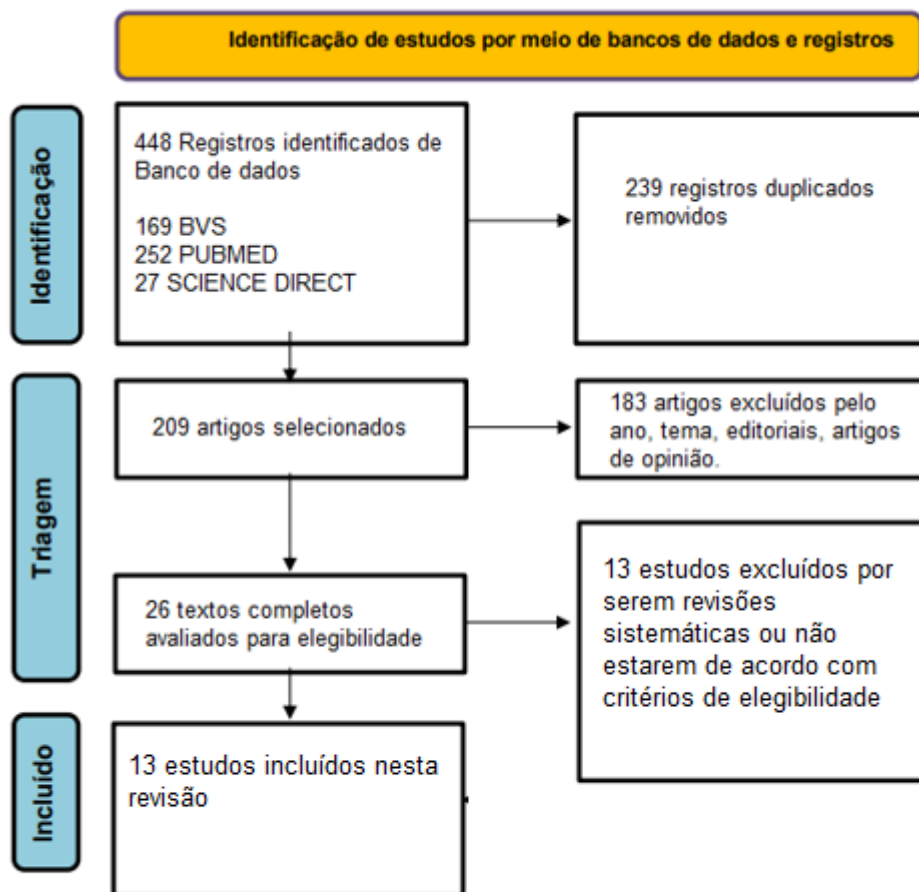 Identificação de estudos por meio de bancos de dados e registros
Identificação
448 Registros identificados de
Banco de dados
169 BVS
252 PUBMED
27 SCIENCE DIRECT
239 registros duplicados
removidos
Triagem
209 artigos selecionados
183 artigos excluídos pelo
ano, tema, editoriais, artigos
de opinião.
26 textos completos
avaliados para elegibilidade
13 estudos excluídos por
serem revisões
sistemáticas ou não
estarem de acordo com
critérios de elegibilidade
Incluído
13 estudos incluídos nesta
revisão